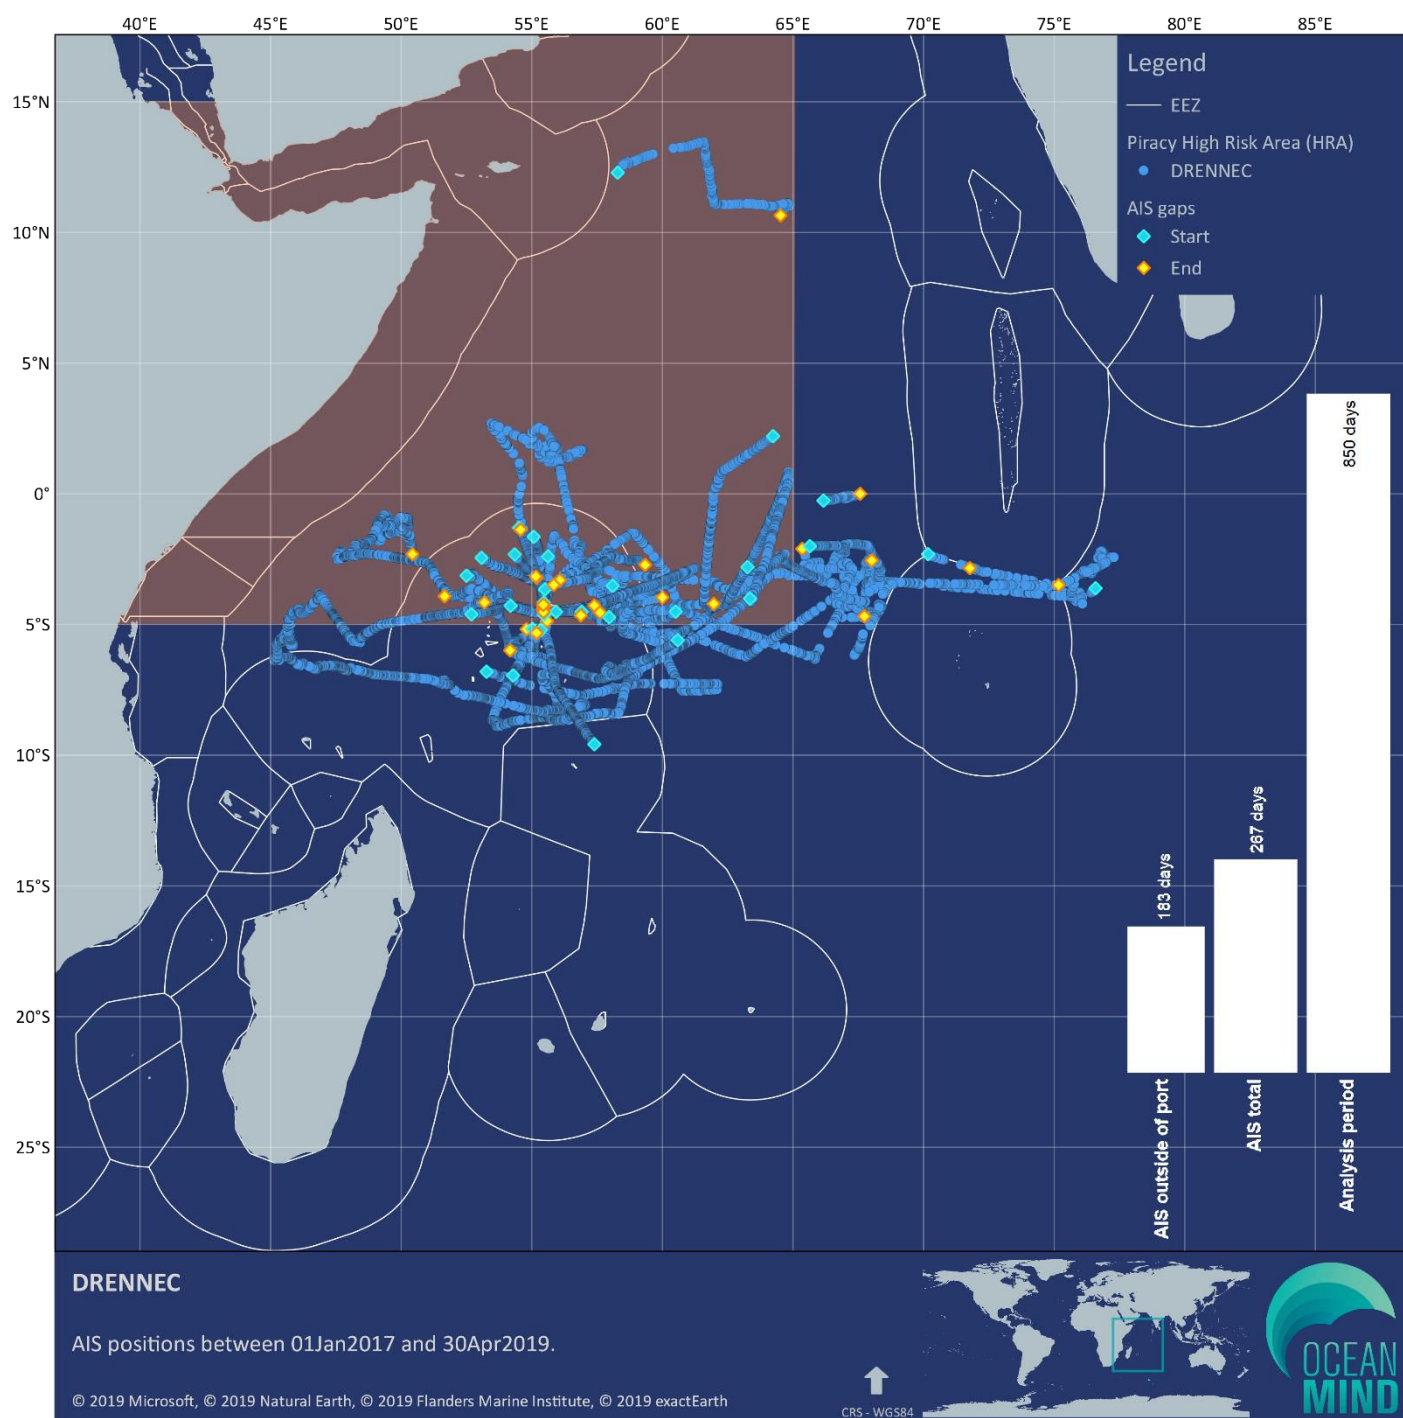 40°E 45°E 50°E 55°E 60°E 65°E 70°E 75°E 80°E 85°E
15°N
10°N
5°N
0°
5°S
10°S
15°S
20°S
25°S
Legend
EEZ
Piracy High Risk Area (HRA)
DRENNEC
AIS gaps
Start
End
183 days
267 days
850 days
AIS outside of port
AIS total
Analysis period
DRENNEC
AIS positions between 01Jan2017 and 30Apr2019.
© 2019 Microsoft, © 2019 Natural Earth, © 2019 Flanders Marine Institute, © 2019 exactEarth
CRS - WGS84
OCEAN
MIND